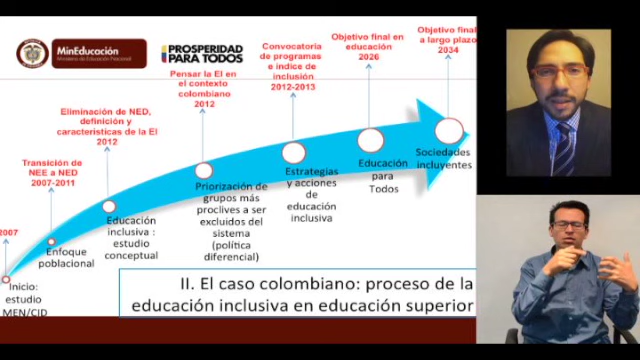 MinEducación
Ministerio de Educación Nacional
PROSPERIDAD
PARA TODOS
Objetivo final
a largo plazo
2034
Objetivo final en
educación
2026
Convocatoria
de programas
e índice de
inclusión
2012-2013
Pensar la EI en
el contexto
colombiano
2012
Eliminación de NED,
definición y
características de la EI
2012
Transición de
NEE a NED
2007-2011
2007
Inicio:
estudio
MEN/CID
Enfoque
poblacional
Educación
inclusiva :
estudio
conceptual
Priorización de
grupos más
proclives a ser
excluidos del
sistema
(política
diferencial)
Estrategias
y acciones
de
educación
inclusiva
Educación
para
Todos
Sociedades
incluyentes
II. El caso colombiano: proceso de la
educación inclusiva en educación superior